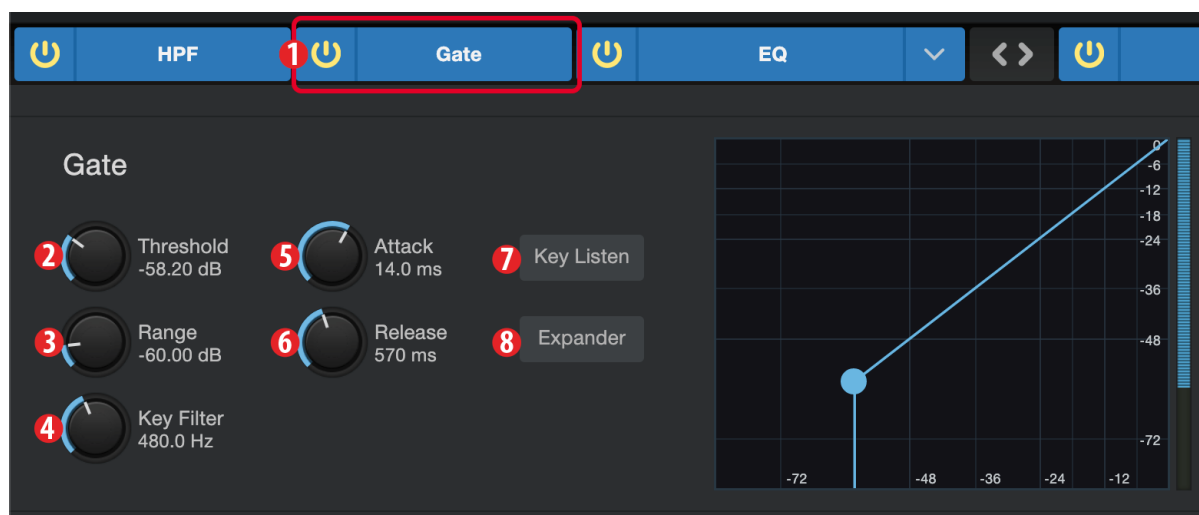 HPF
1
Gate
EQ
Gate
2
Threshold
-58.20 dB
3
Range
-60.00 dB
4
Key Filter
480.0 Hz
5
Attack
14.0 ms
6
Release
570 ms
7
Key Listen
8
Expander
0
-6
-12
-18
-24
-36
-48
-72
-72 -48 -36 -24 -12